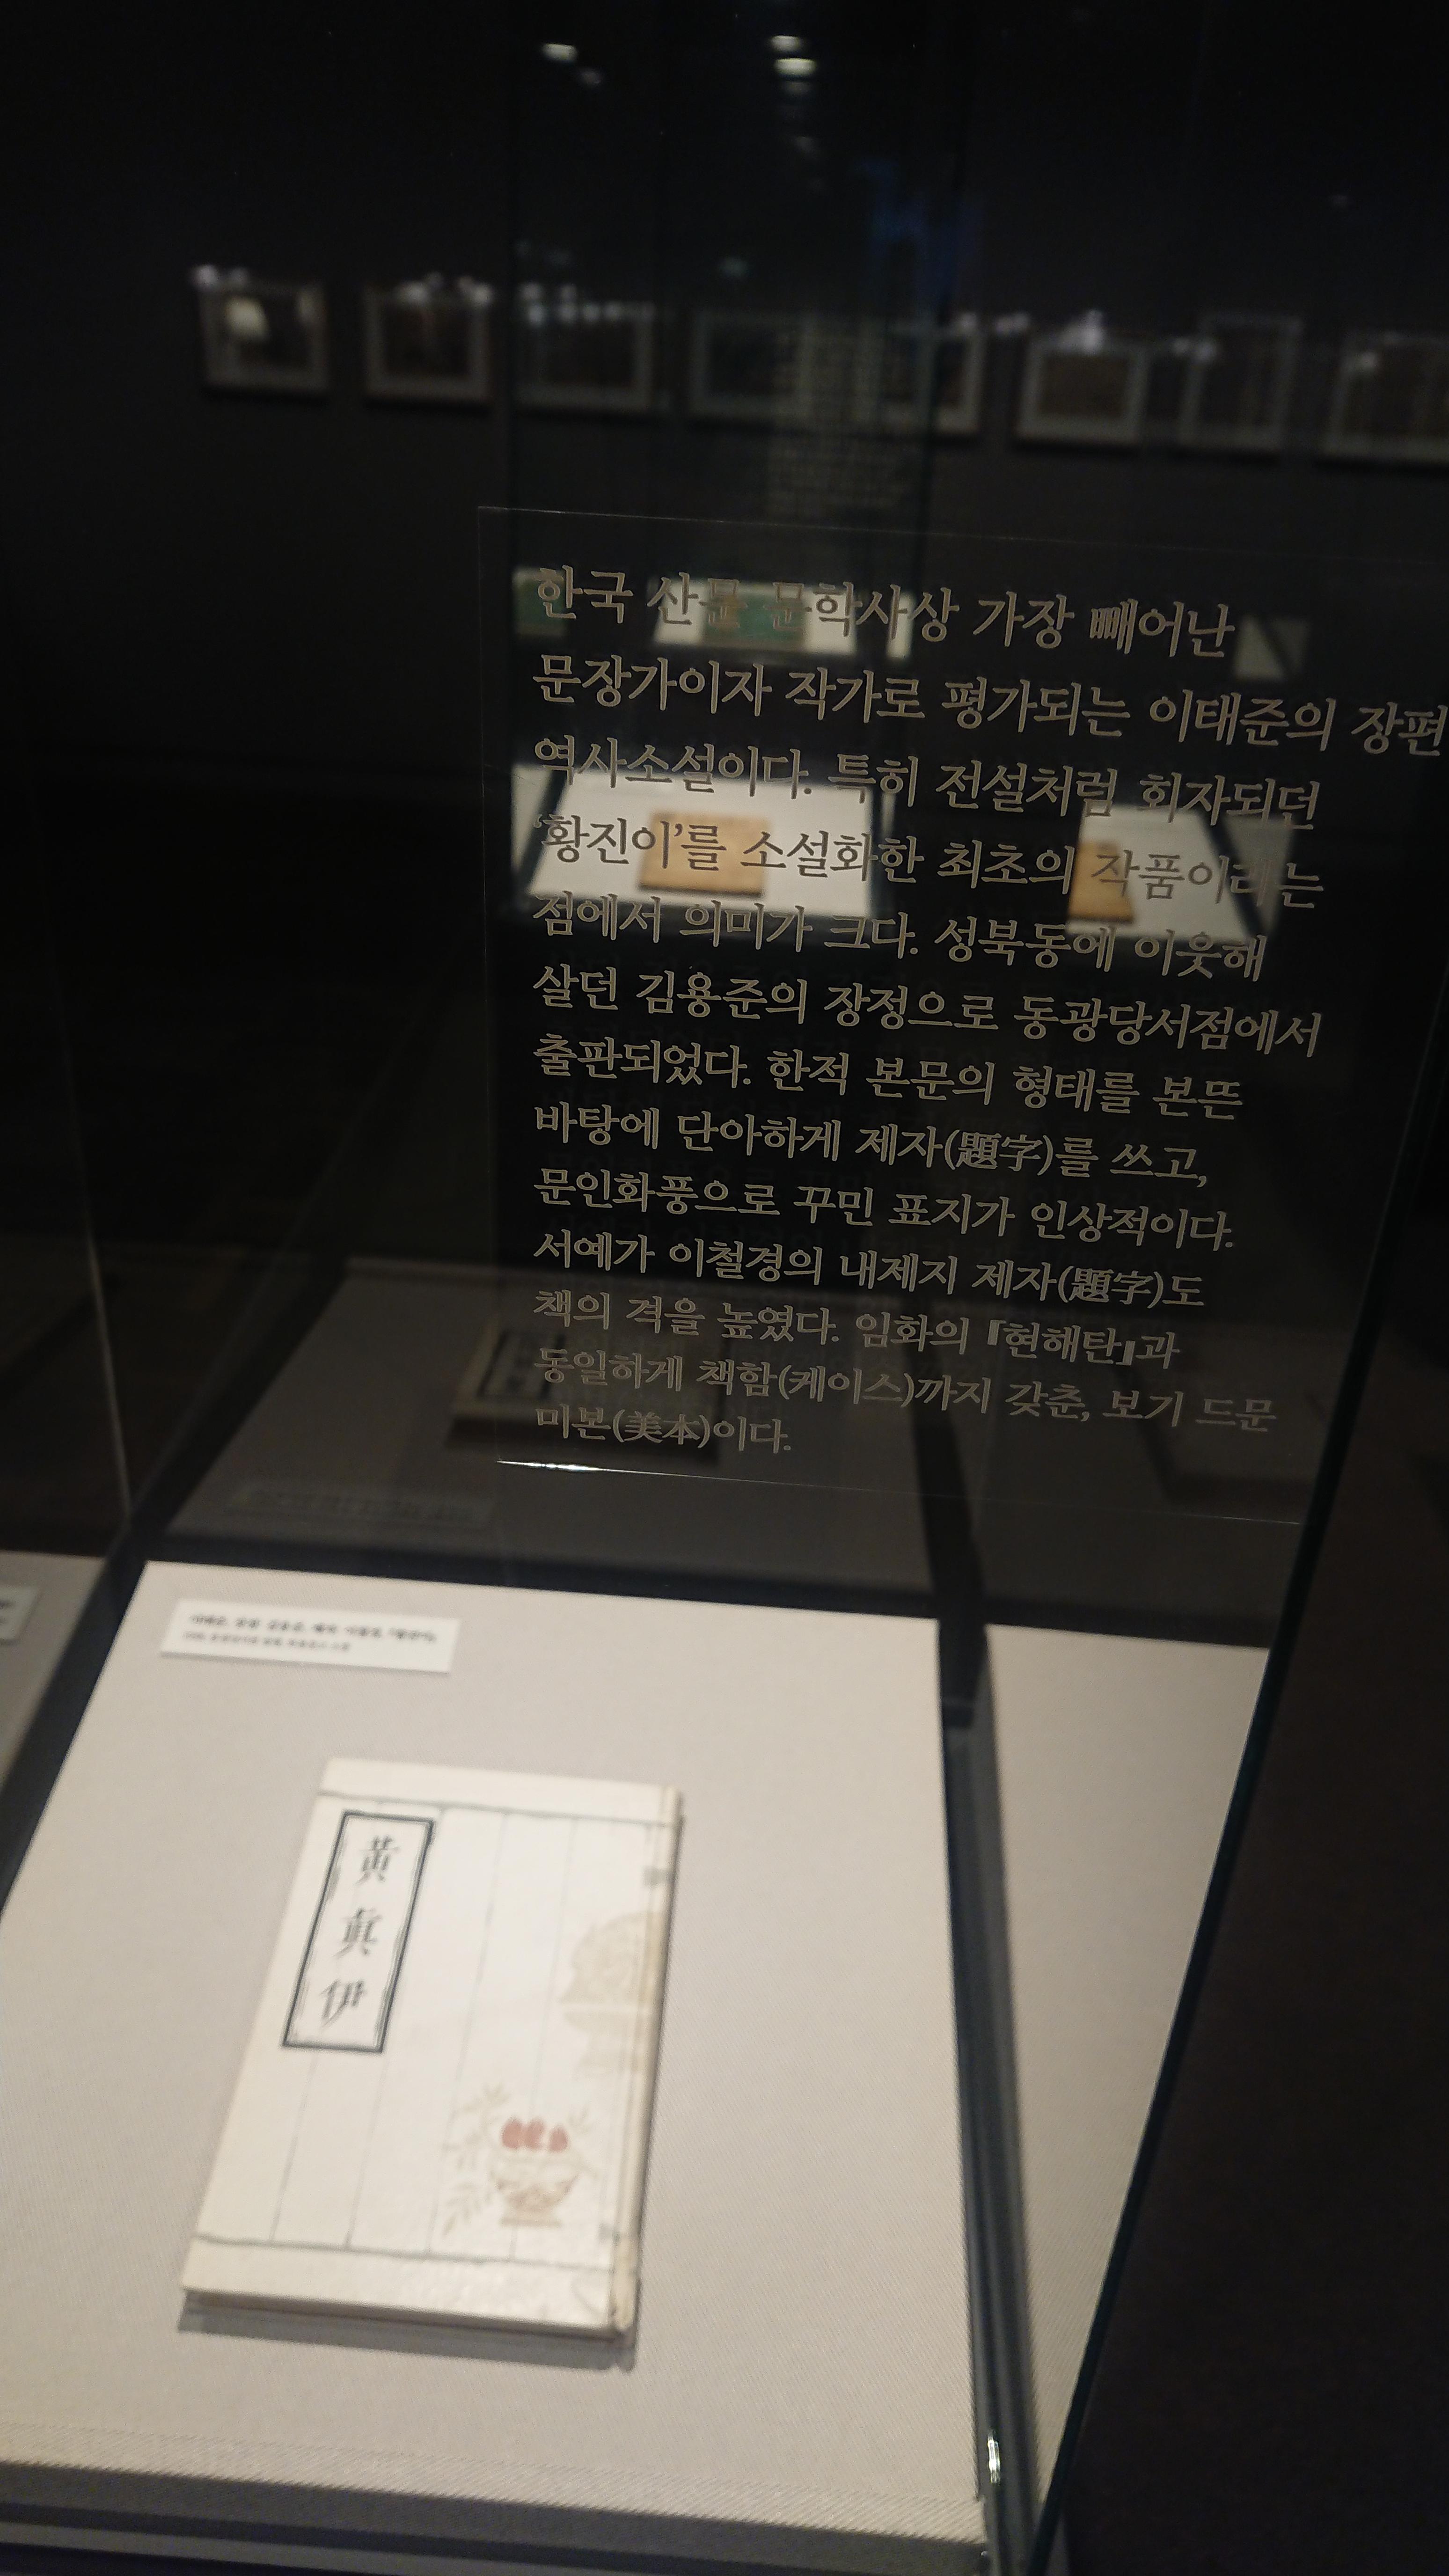 한국 산문 문학사상 가장 빼어난
문장가이자 작가로 평가되는 이태준의 장편
역사소설이다. 특히 전설처럼 회자되던
‘황진이’를 소설화한 최초의 작품이라는
점에서 의미가 크다. 성북동에 이웃해
살던 김용준의 장정으로 동광당서점에서
출판되었다. 한적 본문의 형태를 본뜬
바탕에 단아하게 제자(題字)를 쓰고,
문인화풍으로 꾸민 표지가 인상적이다.
서예가 이철경의 내제지 제자(題字)도
책의 격을 높였다. 임화의 『현해탄』과
동일하게 책함(케이스)까지 갖춘, 보기 드문
미본(美本)이다.
黃眞伊